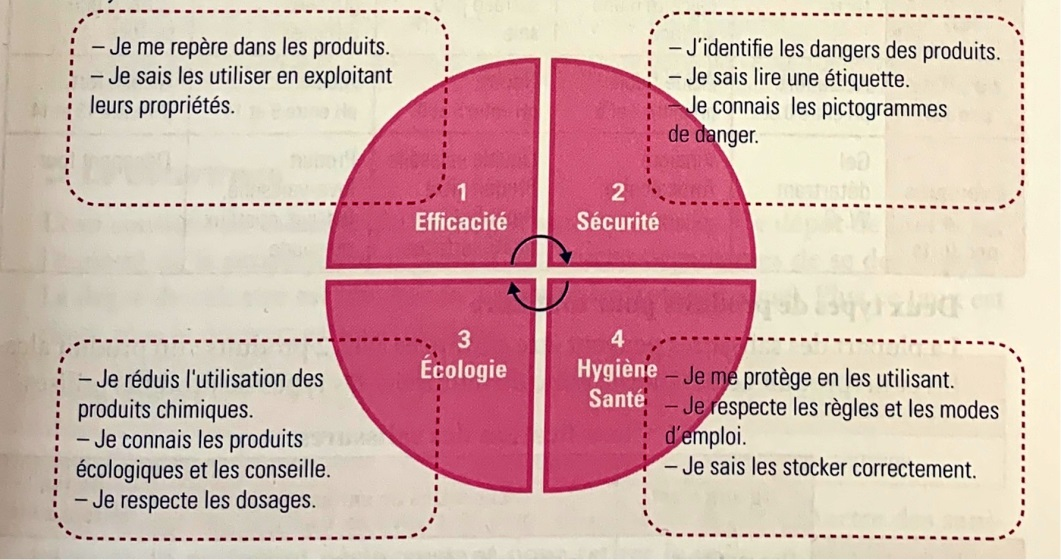 – Je me repère dans les produits.
– Je sais les utiliser en exploitant
leurs propriétés.
– J'identifie les dangers des produits.
– Je sais lire une étiquette.
– Je connais les pictogrammes
de danger.
1
Efficacité
2
Sécurité
3
Écologie
4
Hygiène
Santé
– Je réduis l'utilisation des
produits chimiques.
– Je connais les produits
écologiques et les conseille.
– Je respecte les dosages.
– Je me protège en les utilisant.
– Je respecte les règles et les modes
d'emploi.
– Je sais les stocker correctement.